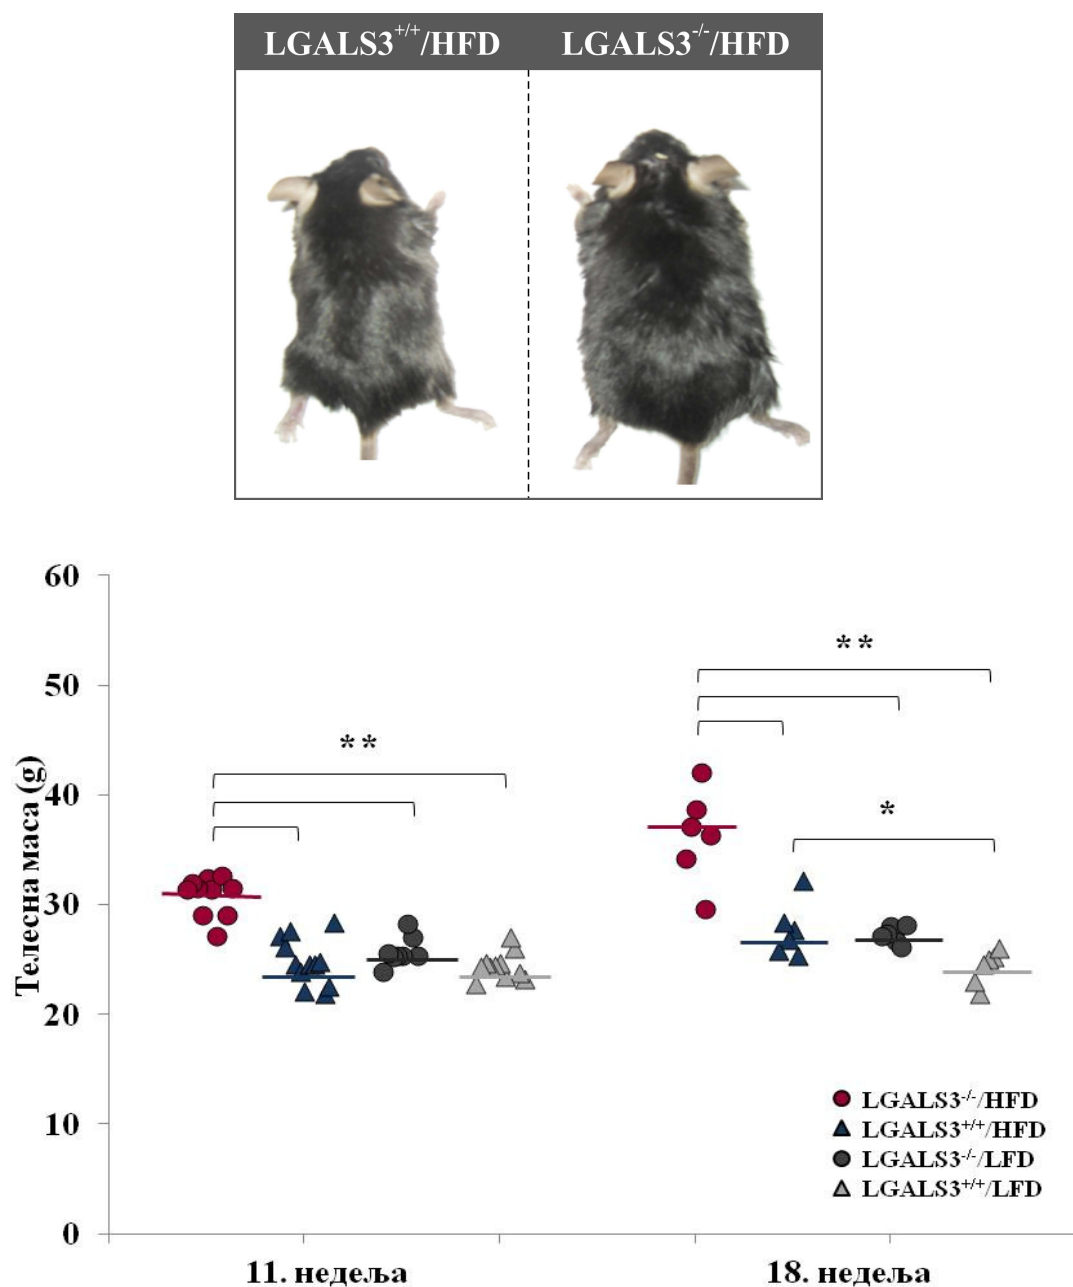 LGALS3+/+/HFD LGALS3-/-/HFD
60
50
40
30
20
10
0
Телесна маса (g)
**
**
*
LGALS3-/-/HFD
LGALS3+/+/HFD
LGALS3-/-/LFD
LGALS3+/+/LFD
11. недеља 18. недеља